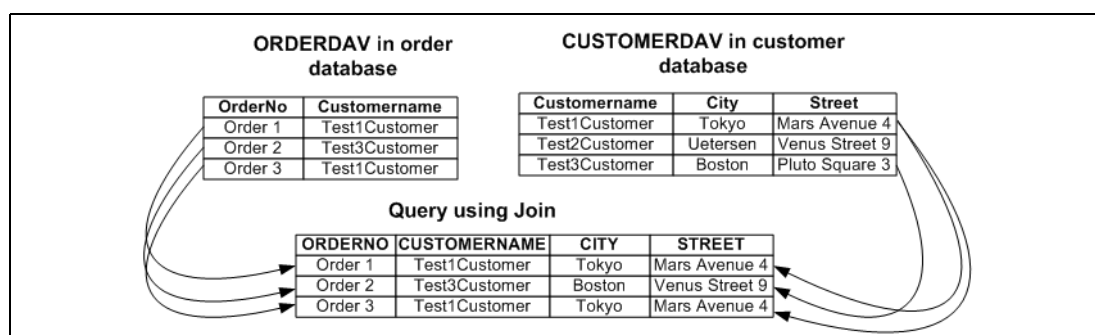 ORDERDAV in order
database
OrderNo Customername
Order 1 Test1Customer
Order 2 Test3Customer
Order 3 Test1Customer
CUSTOMERDAV in customer
database
Customername City Street
Test1Customer Tokyo Mars Avenue 4
Test2Customer Uetersen Venus Street 9
Test3Customer Boston Pluto Square 3
Query using Join
ORDERNO CUSTOMERNAME CITY STREET
Order 1 Test1Customer Tokyo Mars Avenue 4
Order 2 Test3Customer Boston Venus Street 9
Order 3 Test1Customer Tokyo Mars Avenue 4